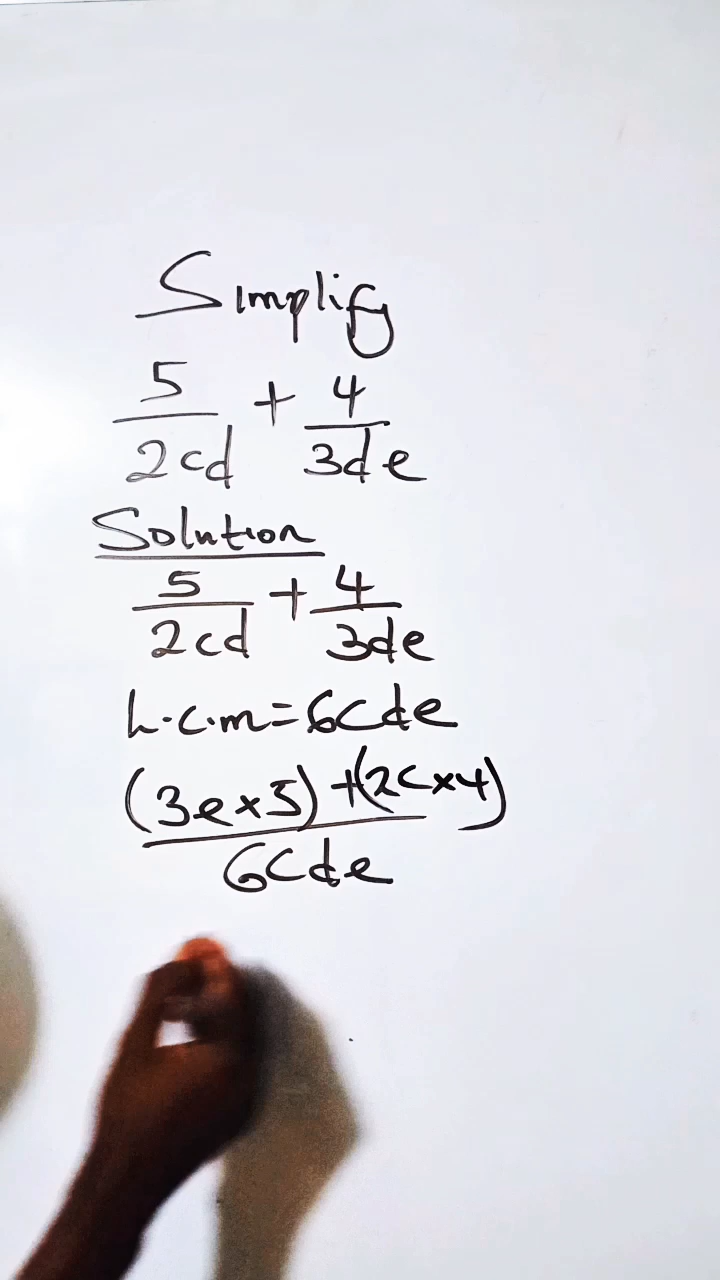 Simplify
5/2cd + 4/3de
Solution
5/2cd + 4/3de
L.c.m=6cde
(3e×5)+(2c×4)
6cde